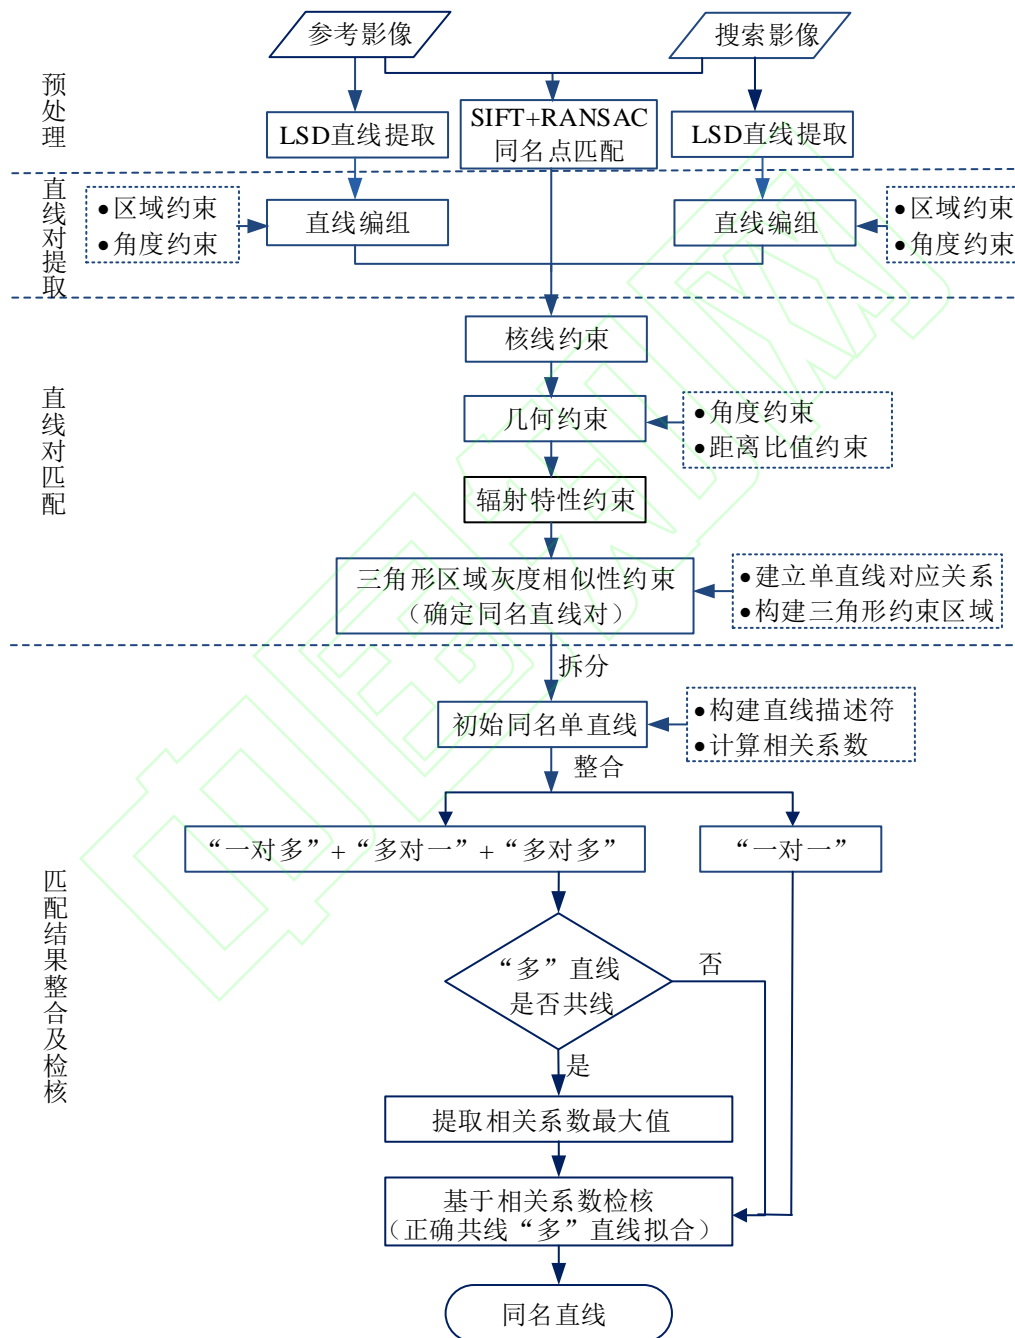 参考影像
搜索影像
预处理
LSD直线提取
SIFT+RANSAC
同名点匹配
LSD直线提取
直线对提取
●区域约束
●角度约束
直线编组
直线编组
●区域约束
●角度约束
核线约束
直线对匹配
几何约束
●角度约束
●距离比值约束
辐射特性约束
三角形区域灰度相似性约束
（确定同名直线对）
●建立单直线对应关系
●构建三角形约束区域
拆分
初始同名单直线
●构建直线描述符
●计算相关系数
整合
“一对多”+“多对一”+“多对多”
“一对一”
匹配结果整合及检核
“多”直线
是否共线
否
是
提取相关系数最大值
基于相关系数检核
（正确共线“多”直线拟合）
同名直线
中国知网